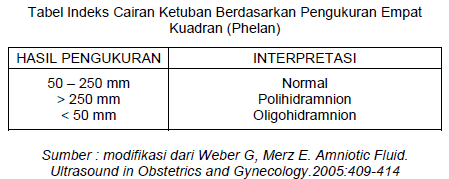 Tabel Indeks Cairan Ketuban Berdasarkan Pengukuran Empat
Kuadran (Phelan)
HASIL PENGUKURAN INTERPRETASI
50 – 250 mm Normal
> 250 mm Polihidramnion
< 50 mm Oligohidramnion
Sumber : modifikasi dari Weber G, Merz E. Amniotic Fluid.
Ultrasound in Obstetrics and Gynecology.2005:409-414